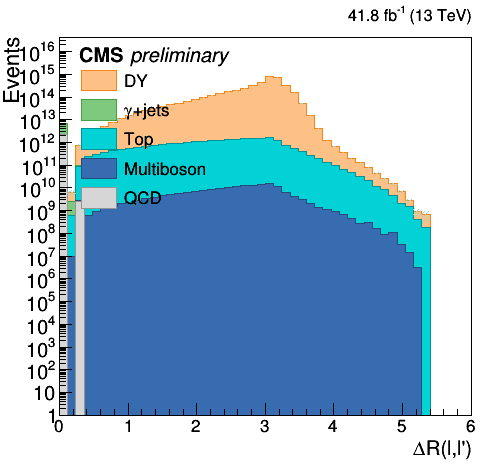 41.8 fb⁻¹ (13 TeV)
Events
CMS preliminary
DY
γ+jets
Top
Multiboson
QCD
10¹⁶
10¹⁵
10¹⁴
10¹³
10¹²
10¹¹
10¹⁰
10⁹
10⁸
10⁷
10⁶
10⁵
10⁴
10³
10²
10
1
0 1 2 3 4 5 6
ΔR(l,l')